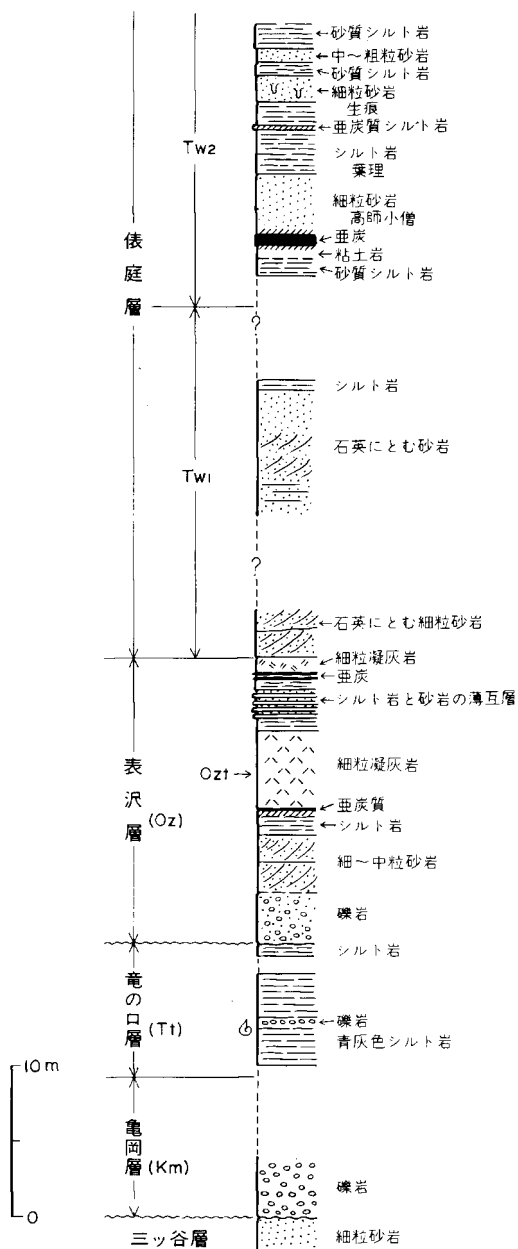 砂質シルト岩
中～粗粒砂岩
砂質シルト岩
細粒砂岩
生痕
亜炭質シルト岩
シルト岩
葉理
細粒砂岩
高師小僧
亜炭
粘土岩
砂質シルト岩
Tw2
俵庭層
?
シルト岩
石英にとむ砂岩
Tw1
?
石英にとむ細粒砂岩
細粒凝灰岩
亜炭
シルト岩と砂岩の薄互層
細粒凝灰岩
Ozt
表沢層(Oz)
亜炭質
シルト岩
細～中粒砂岩
礫岩
シルト岩
竜の口層(Tt)
礫岩
青灰色シルト岩
10m
亀岡層(Km)
礫岩
0
三ッ谷層
細粒砂岩